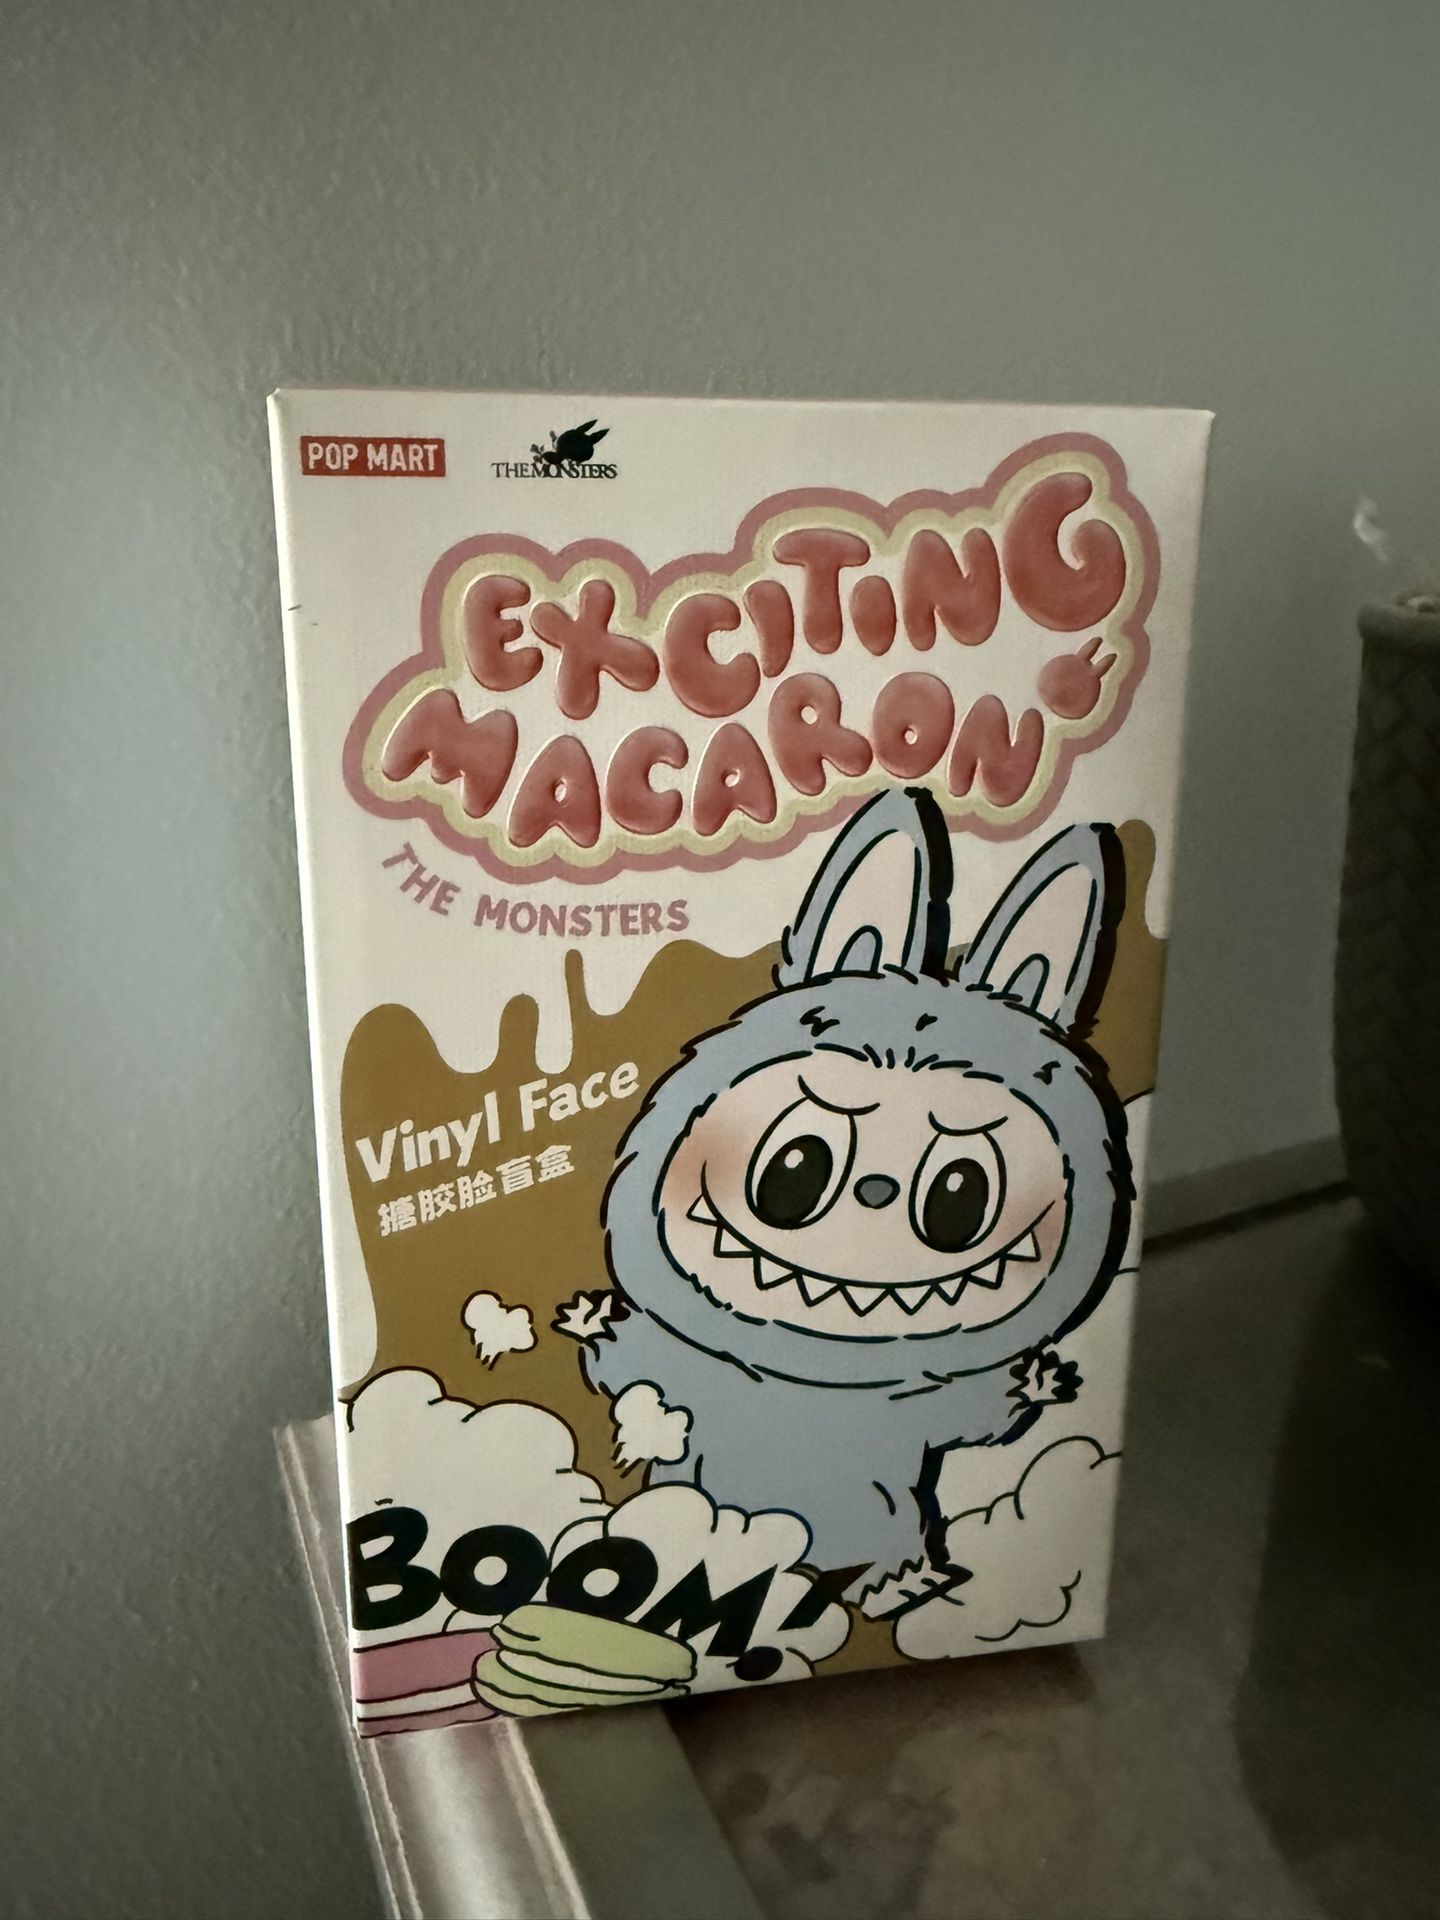 POP MART
THE MONSTERS
EXCITING
MACARON
THE MONSTERS
Vinyl Face
搪胶脸盲盒
BOOM!